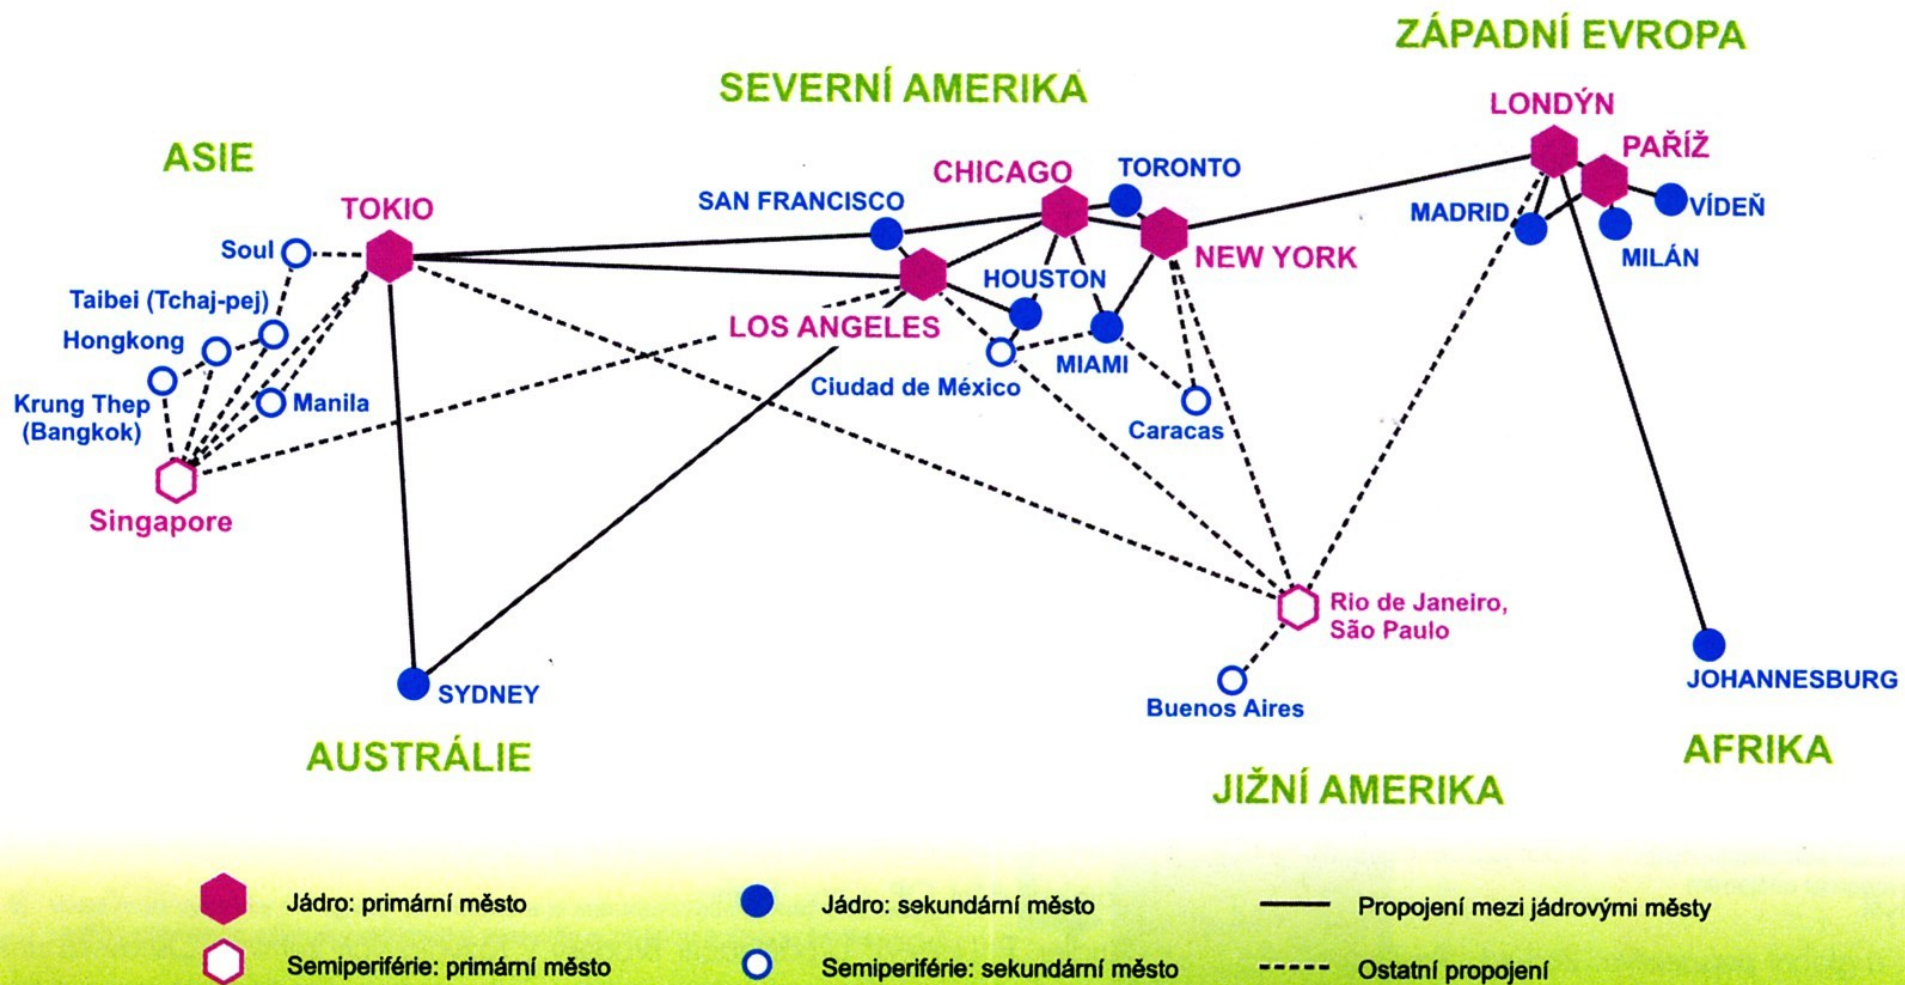 ZÁPADNÍ EVROPA
SEVERNÍ AMERIKA
ASIE
LONDÝN
PAŘÍŽ
CHICAGO
TORONTO
SAN FRANCISCO
TOKIO
MADRID
VÍDEŇ
Soul
NEW YORK
MILÁN
HOUSTON
Taibei (Tchaj-pej)
Hongkong
LOS ANGELES
MIAMI
Ciudad de México
Krung Thep
(Bangkok)
Manila
Caracas
Singapore
Rio de Janeiro,
São Paulo
SYDNEY
Buenos Aires
JOHANNESBURG
AUSTRÁLIE
JIŽNÍ AMERIKA
AFRIKA
Jádro: primární město
Jádro: sekundární město
Propojení mezi jádrovými městy
Semiperiférie: primární město
Semiperiférie: sekundární město
Ostatní propojení